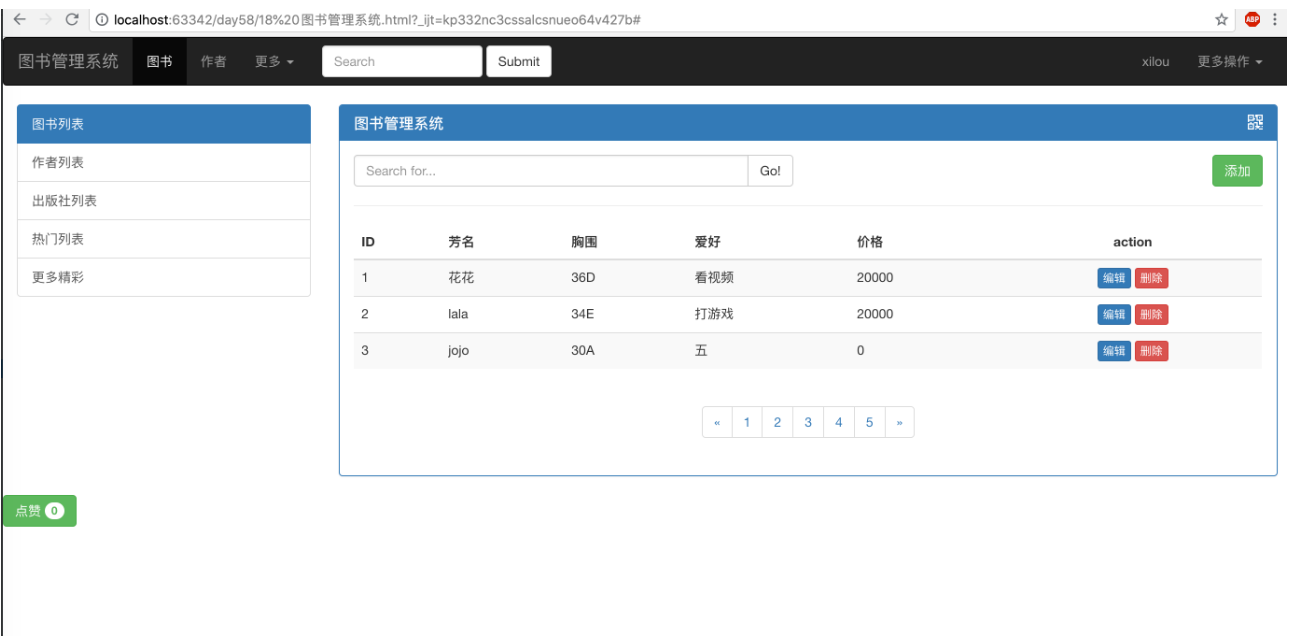 localhost:63342/day58/18%20图书管理系统.html?_ijt=kp332nc3cssalcsnueo64v427b#
ABP
图书管理系统 图书 作者 更多 Search Submit xilou 更多操作
图书列表
作者列表
出版社列表
热门列表
更多精彩
图书管理系统
Search for... Go! 添加
ID 芳名 胸围 爱好 价格 action
1 花花 36D 看视频 20000 编辑 删除
2 lala 34E 打游戏 20000 编辑 删除
3 jojo 30A 五 0 编辑 删除
« 1 2 3 4 5 »
点赞 0